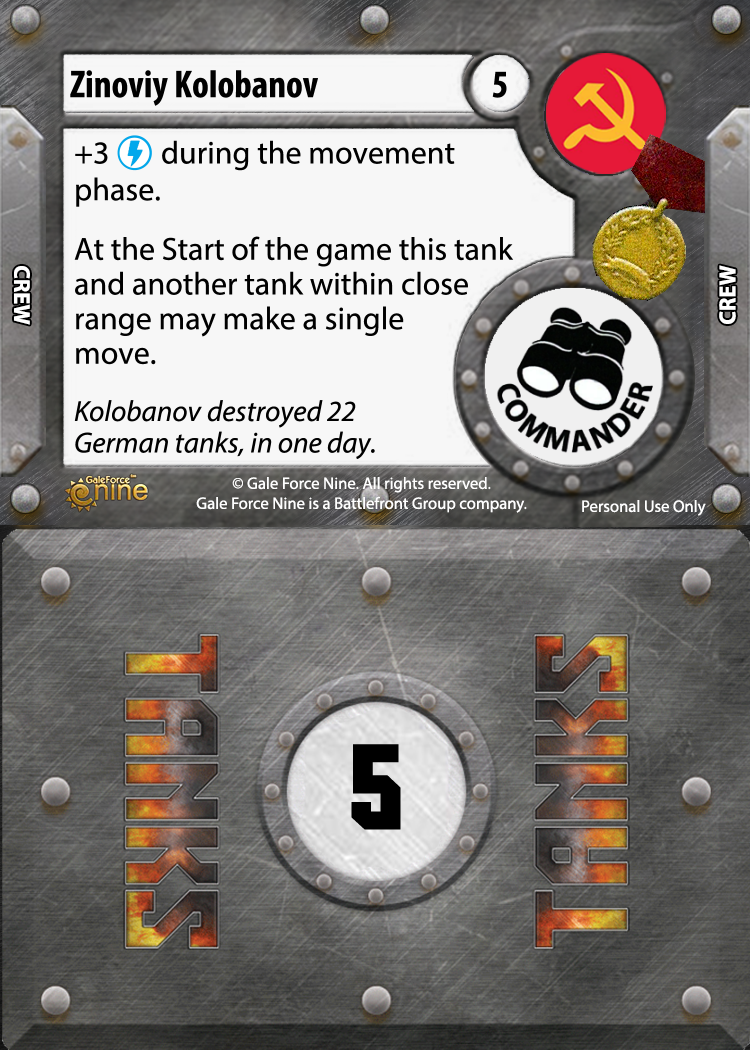 Zinoviy Kolobanov
5
+3 during the movement
phase.
At the Start of the game this tank
and another tank within close
range may make a single
move.
Kolobanov destroyed 22
German tanks, in one day.
CREW
CREW
COMMANDER
GaleForce™
nine
© Gale Force Nine. All rights reserved.
Gale Force Nine is a Battlefront Group company.
Personal Use Only
TANKS
5
TANKS